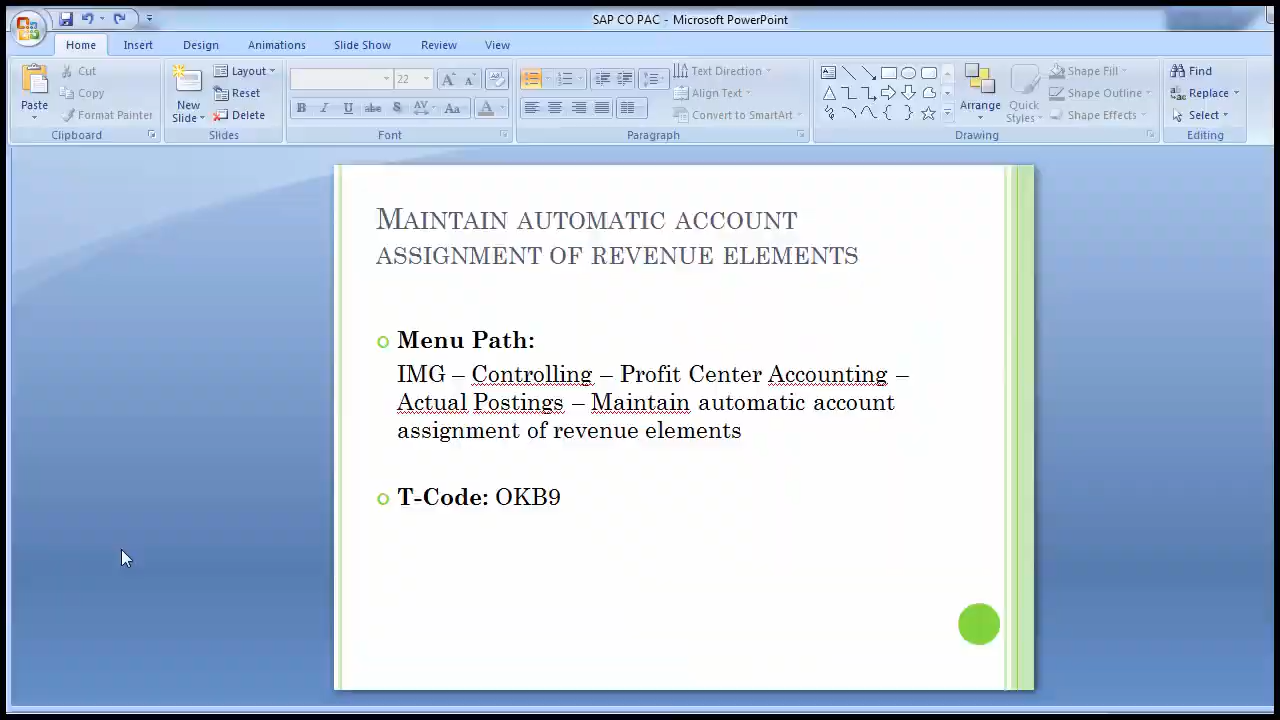 SAP CO PAC - Microsoft PowerPoint
Home Insert Design Animations Slide Show Review View
Cut Layout 22 Text Direction Shape Fill Find
Paste Copy New Slide Reset Align Text Arrange Quick Styles Shape Outline Replace
Format Painter Delete B I U abc S AV Aa A Convert to SmartArt Shape Effects Select
Clipboard Slides Font Paragraph Drawing Editing
MAINTAIN AUTOMATIC ACCOUNT
ASSIGNMENT OF REVENUE ELEMENTS
Menu Path:
IMG – Controlling – Profit Center Accounting –
Actual Postings – Maintain automatic account
assignment of revenue elements
T-Code: OKB9